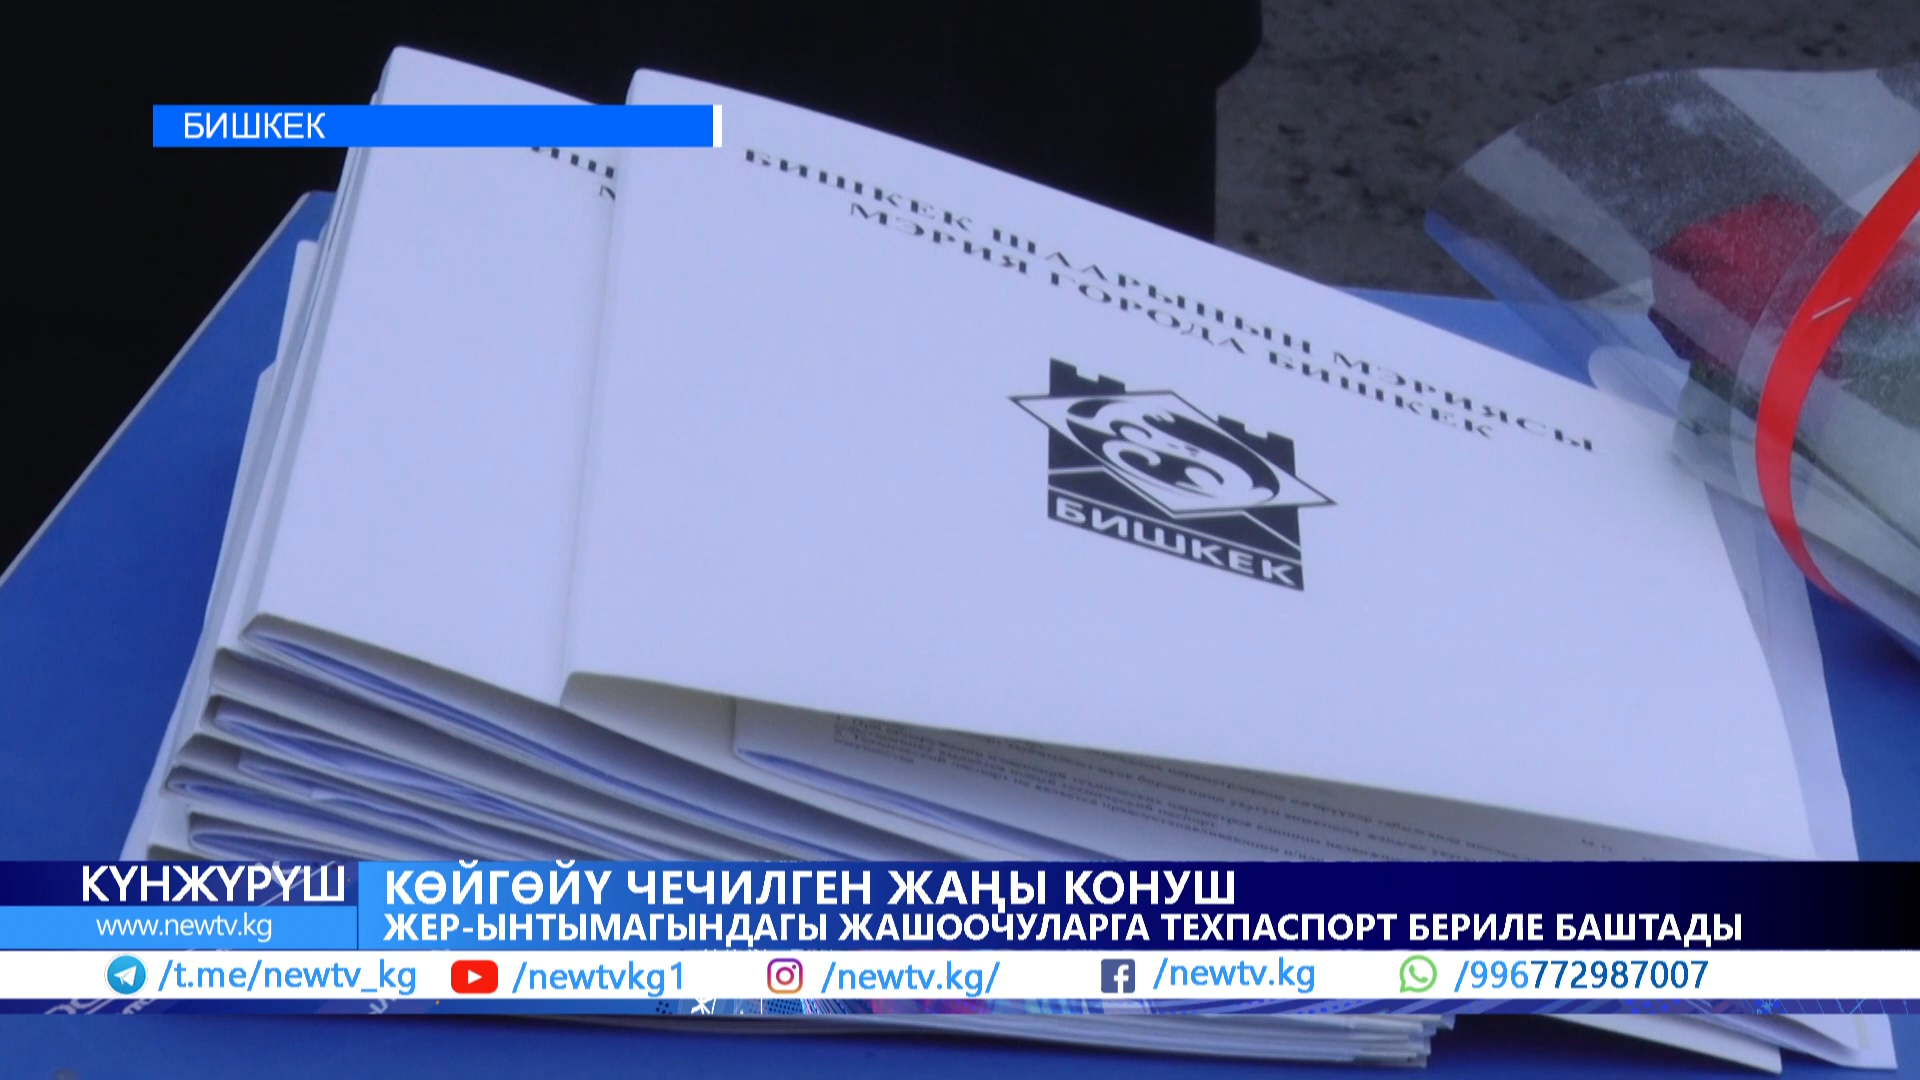 БИШКЕК
БИШКЕК ШААРЫНЫН МЭРИЯСЫ
МЭРИЯ ГОРОДА БИШКЕК
БИШКЕК
КҮНЖҮРҮШ
www.newtv.kg
КӨЙГӨЙҮ ЧЕЧИЛГЕН ЖАҢЫ КОНУШ
ЖЕР-ЫНТЫМАГЫНДАГЫ ЖАШООЧУЛАРГА ТЕХПАСПОРТ БЕРИЛЕ БАШТАДЫ
/t.me/newtv_kg
/newtvkg1
/newtv.kg/
/newtv.kg
/996772987007